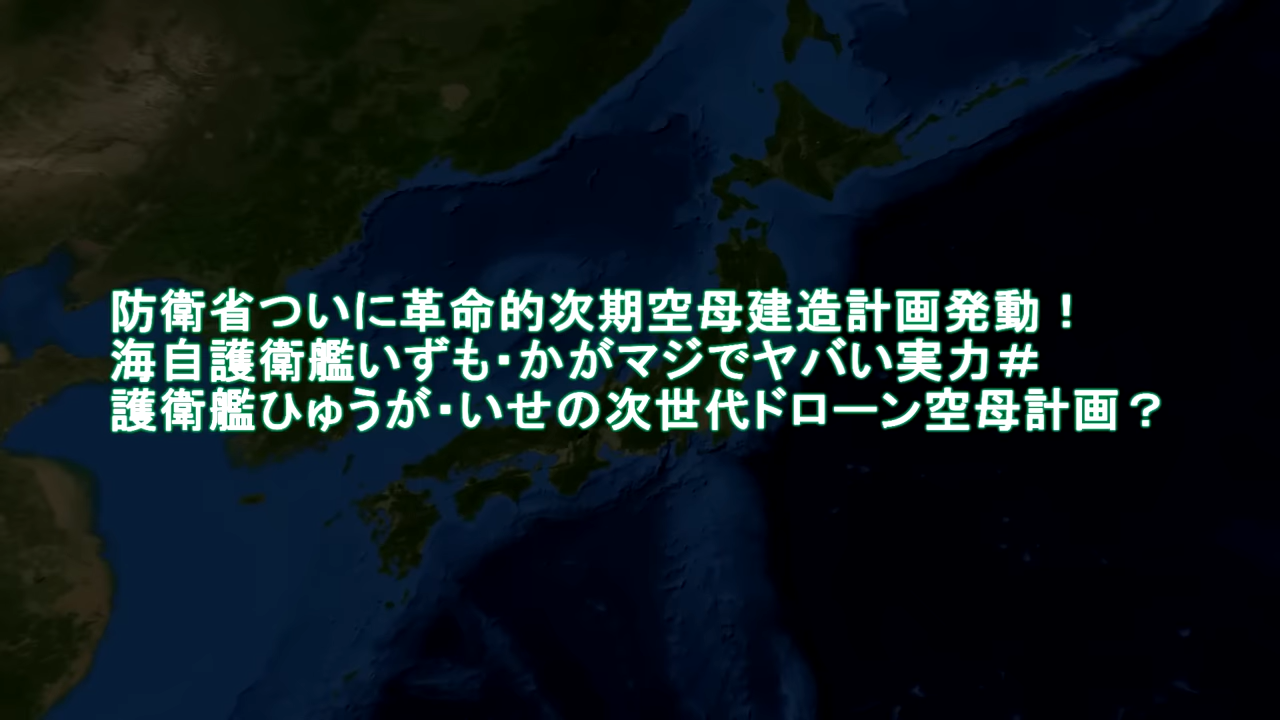 防衛省ついに革命的次期空母建造計画発動！
海自護衛艦いずも・かがマジでヤバい実力＃
護衛艦ひゅうが・いせの次世代ドローン空母計画？